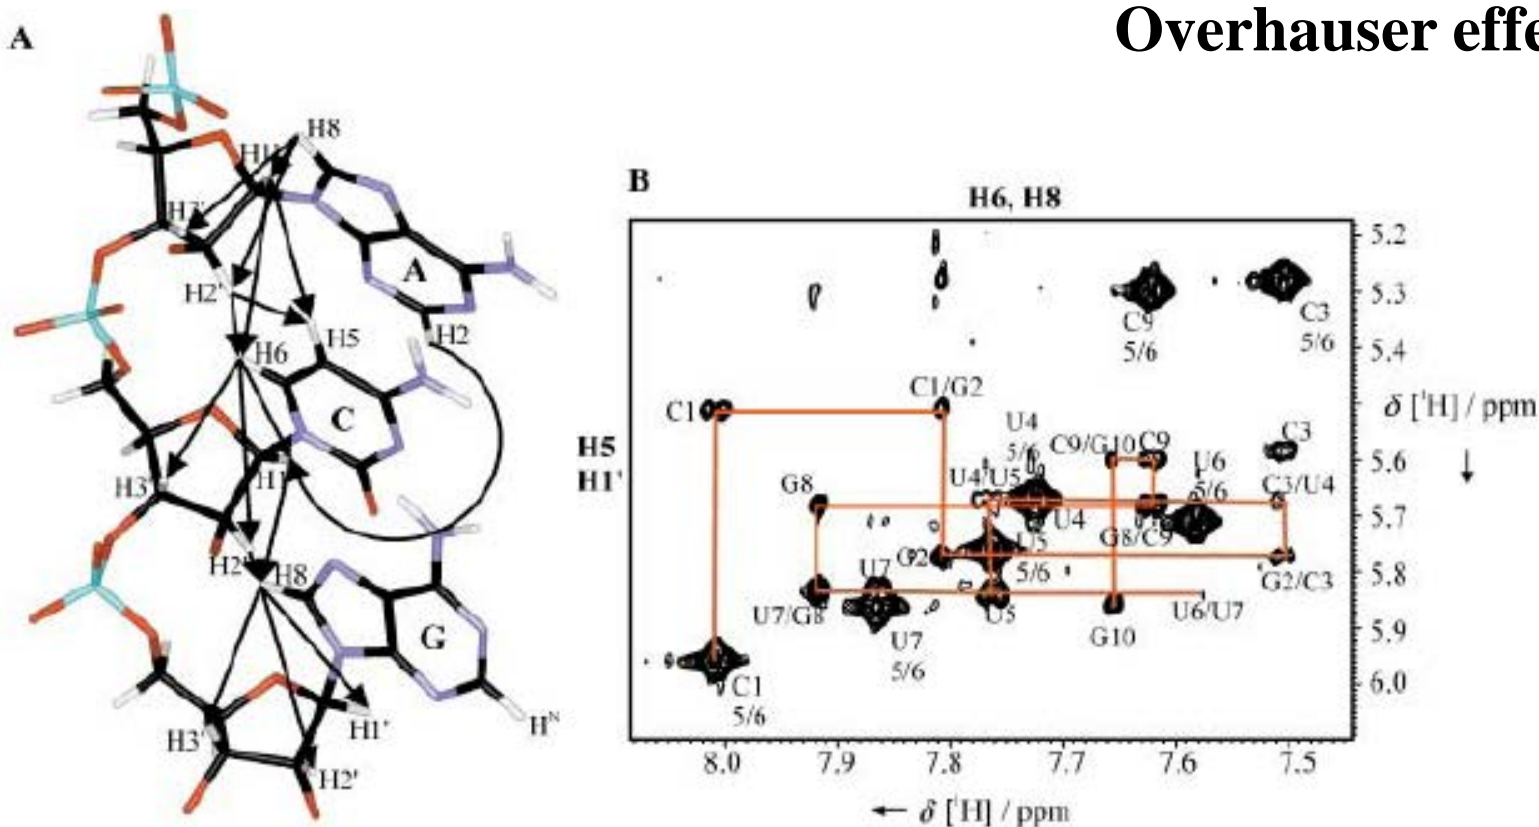 Overhauser effe
A
H8
H1'
H3'
A
H2'
H2
H5
H6
C
H1'
H3'
H2'
H8
G
H1'
H3'
H2'
H^N
B
H6, H8
H5
H1'
5.2
5.3
5.4
5.6
5.7
5.8
5.9
6.0
δ [¹H] / ppm
C9
5/6
C3
5/6
C1
C1/G2
U4
5/6
C9/G10
C9
U6
5/6
C3
G8
U4/U5
C3/U4
U4
G8/C9
G2
U5
5/6
G2/C3
U7
U7/G8
U5
G10
U6/U7
U7
5/6
C1
5/6
8.0
7.9
7.8
7.7
7.6
7.5
← δ [¹H] / ppm